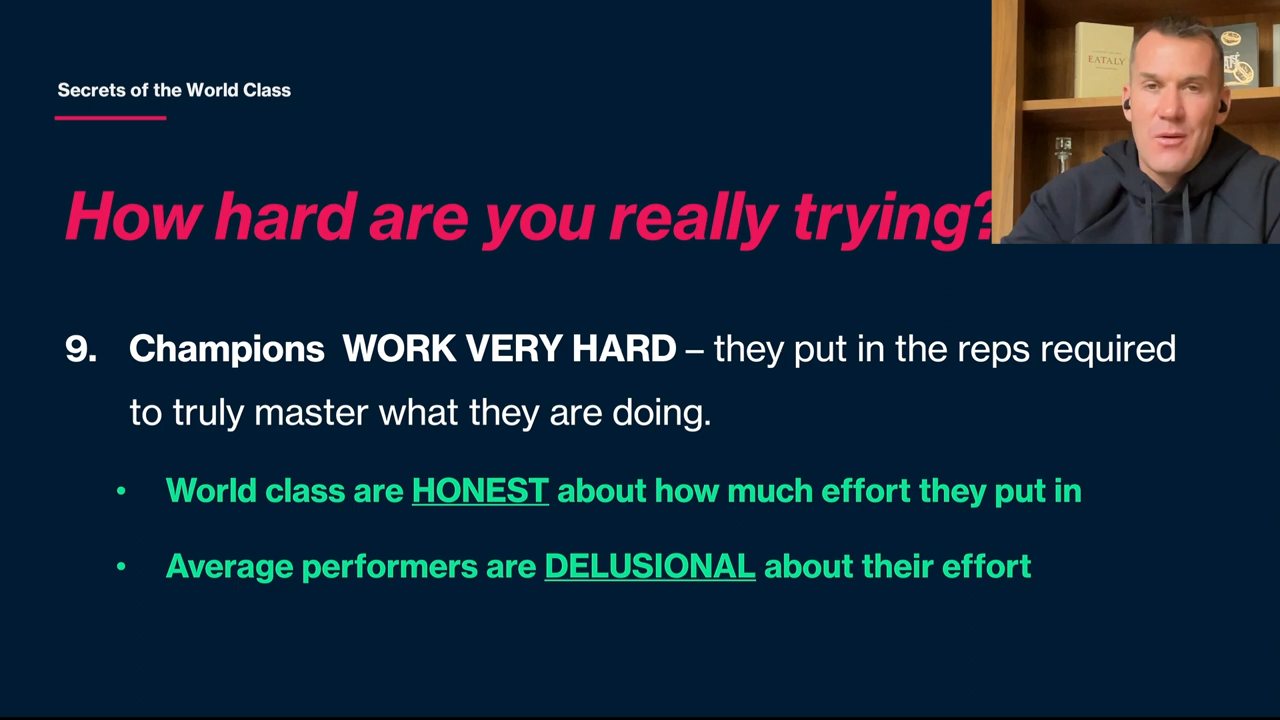 Secrets of the World Class
How hard are you really trying?
9. Champions WORK VERY HARD – they put in the reps required
to truly master what they are doing.
• World class are HONEST about how much effort they put in
• Average performers are DELUSIONAL about their effort
EATALY